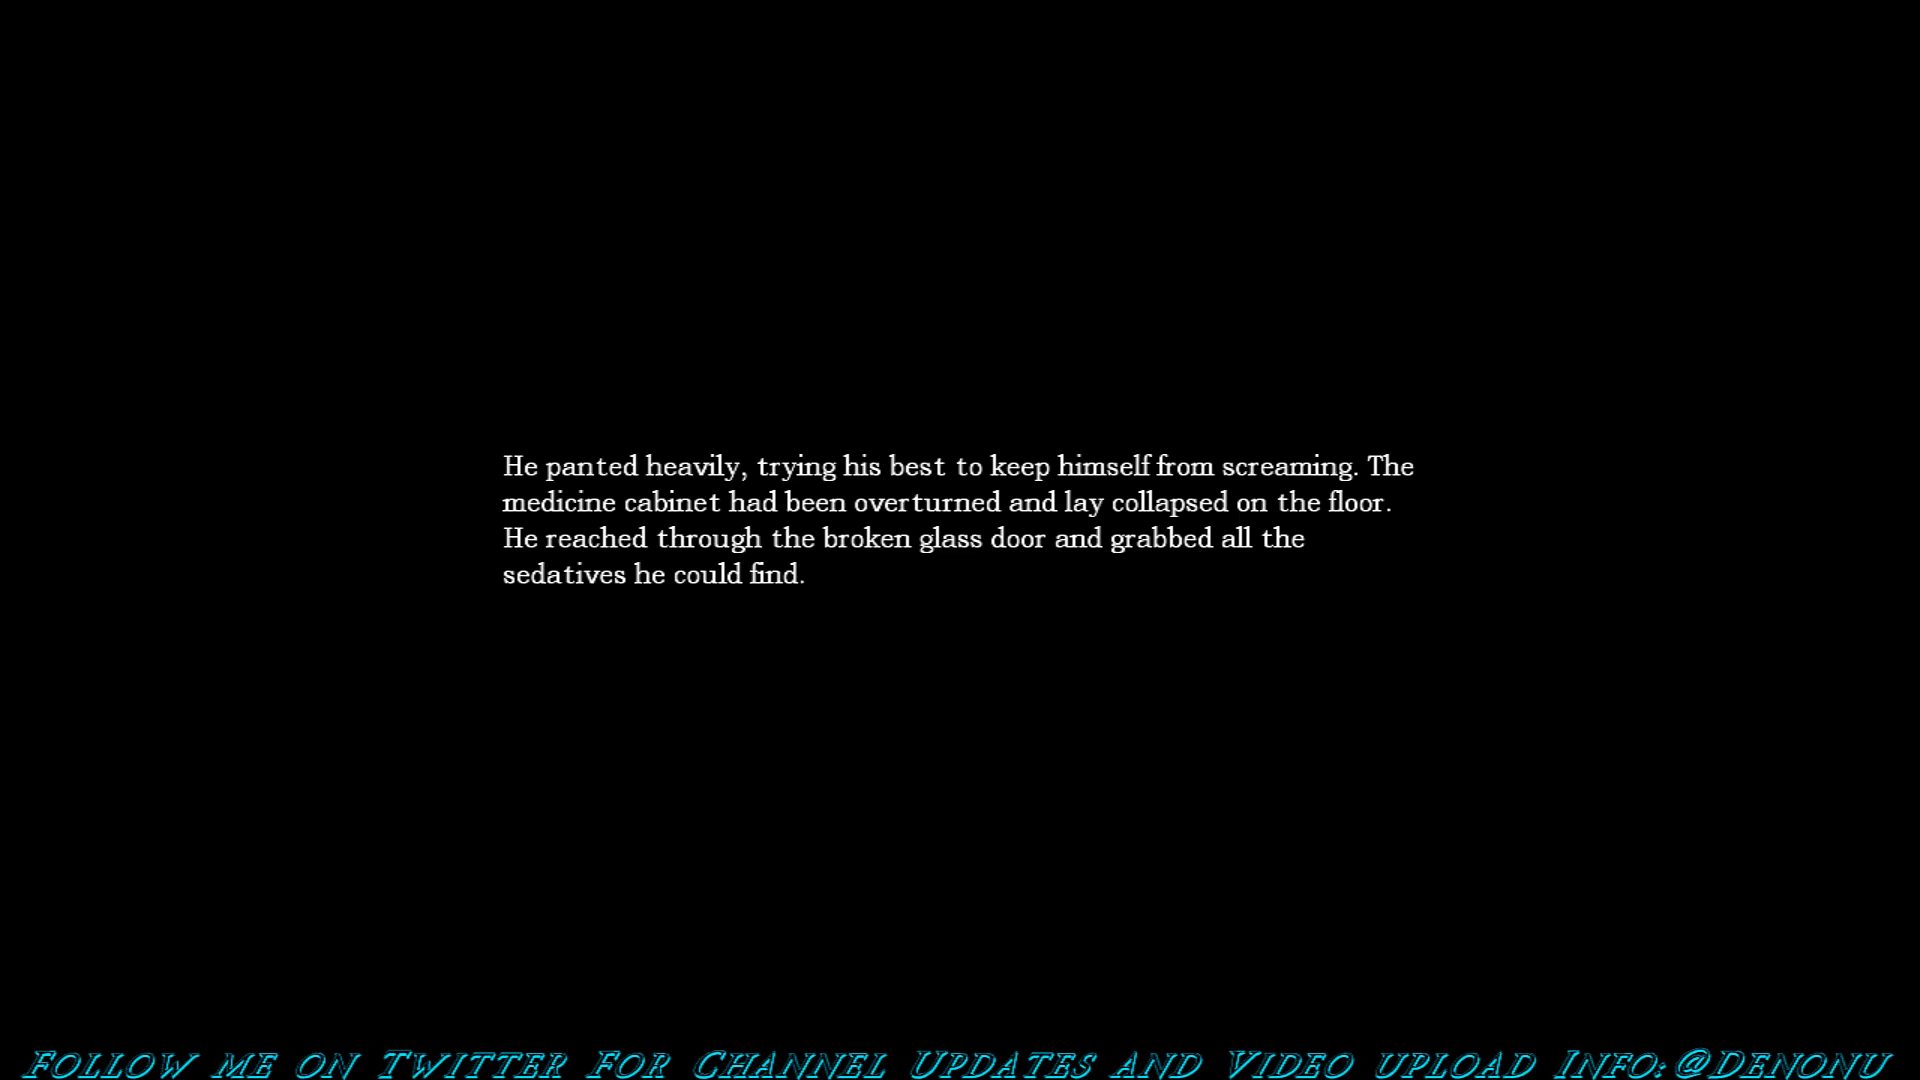 He panted heavily, trying his best to keep himself from screaming. The
medicine cabinet had been overturned and lay collapsed on the floor.
He reached through the broken glass door and grabbed all the
sedatives he could find.
Follow me on Twitter For Channel Updates and Video upload Info: @Denonu